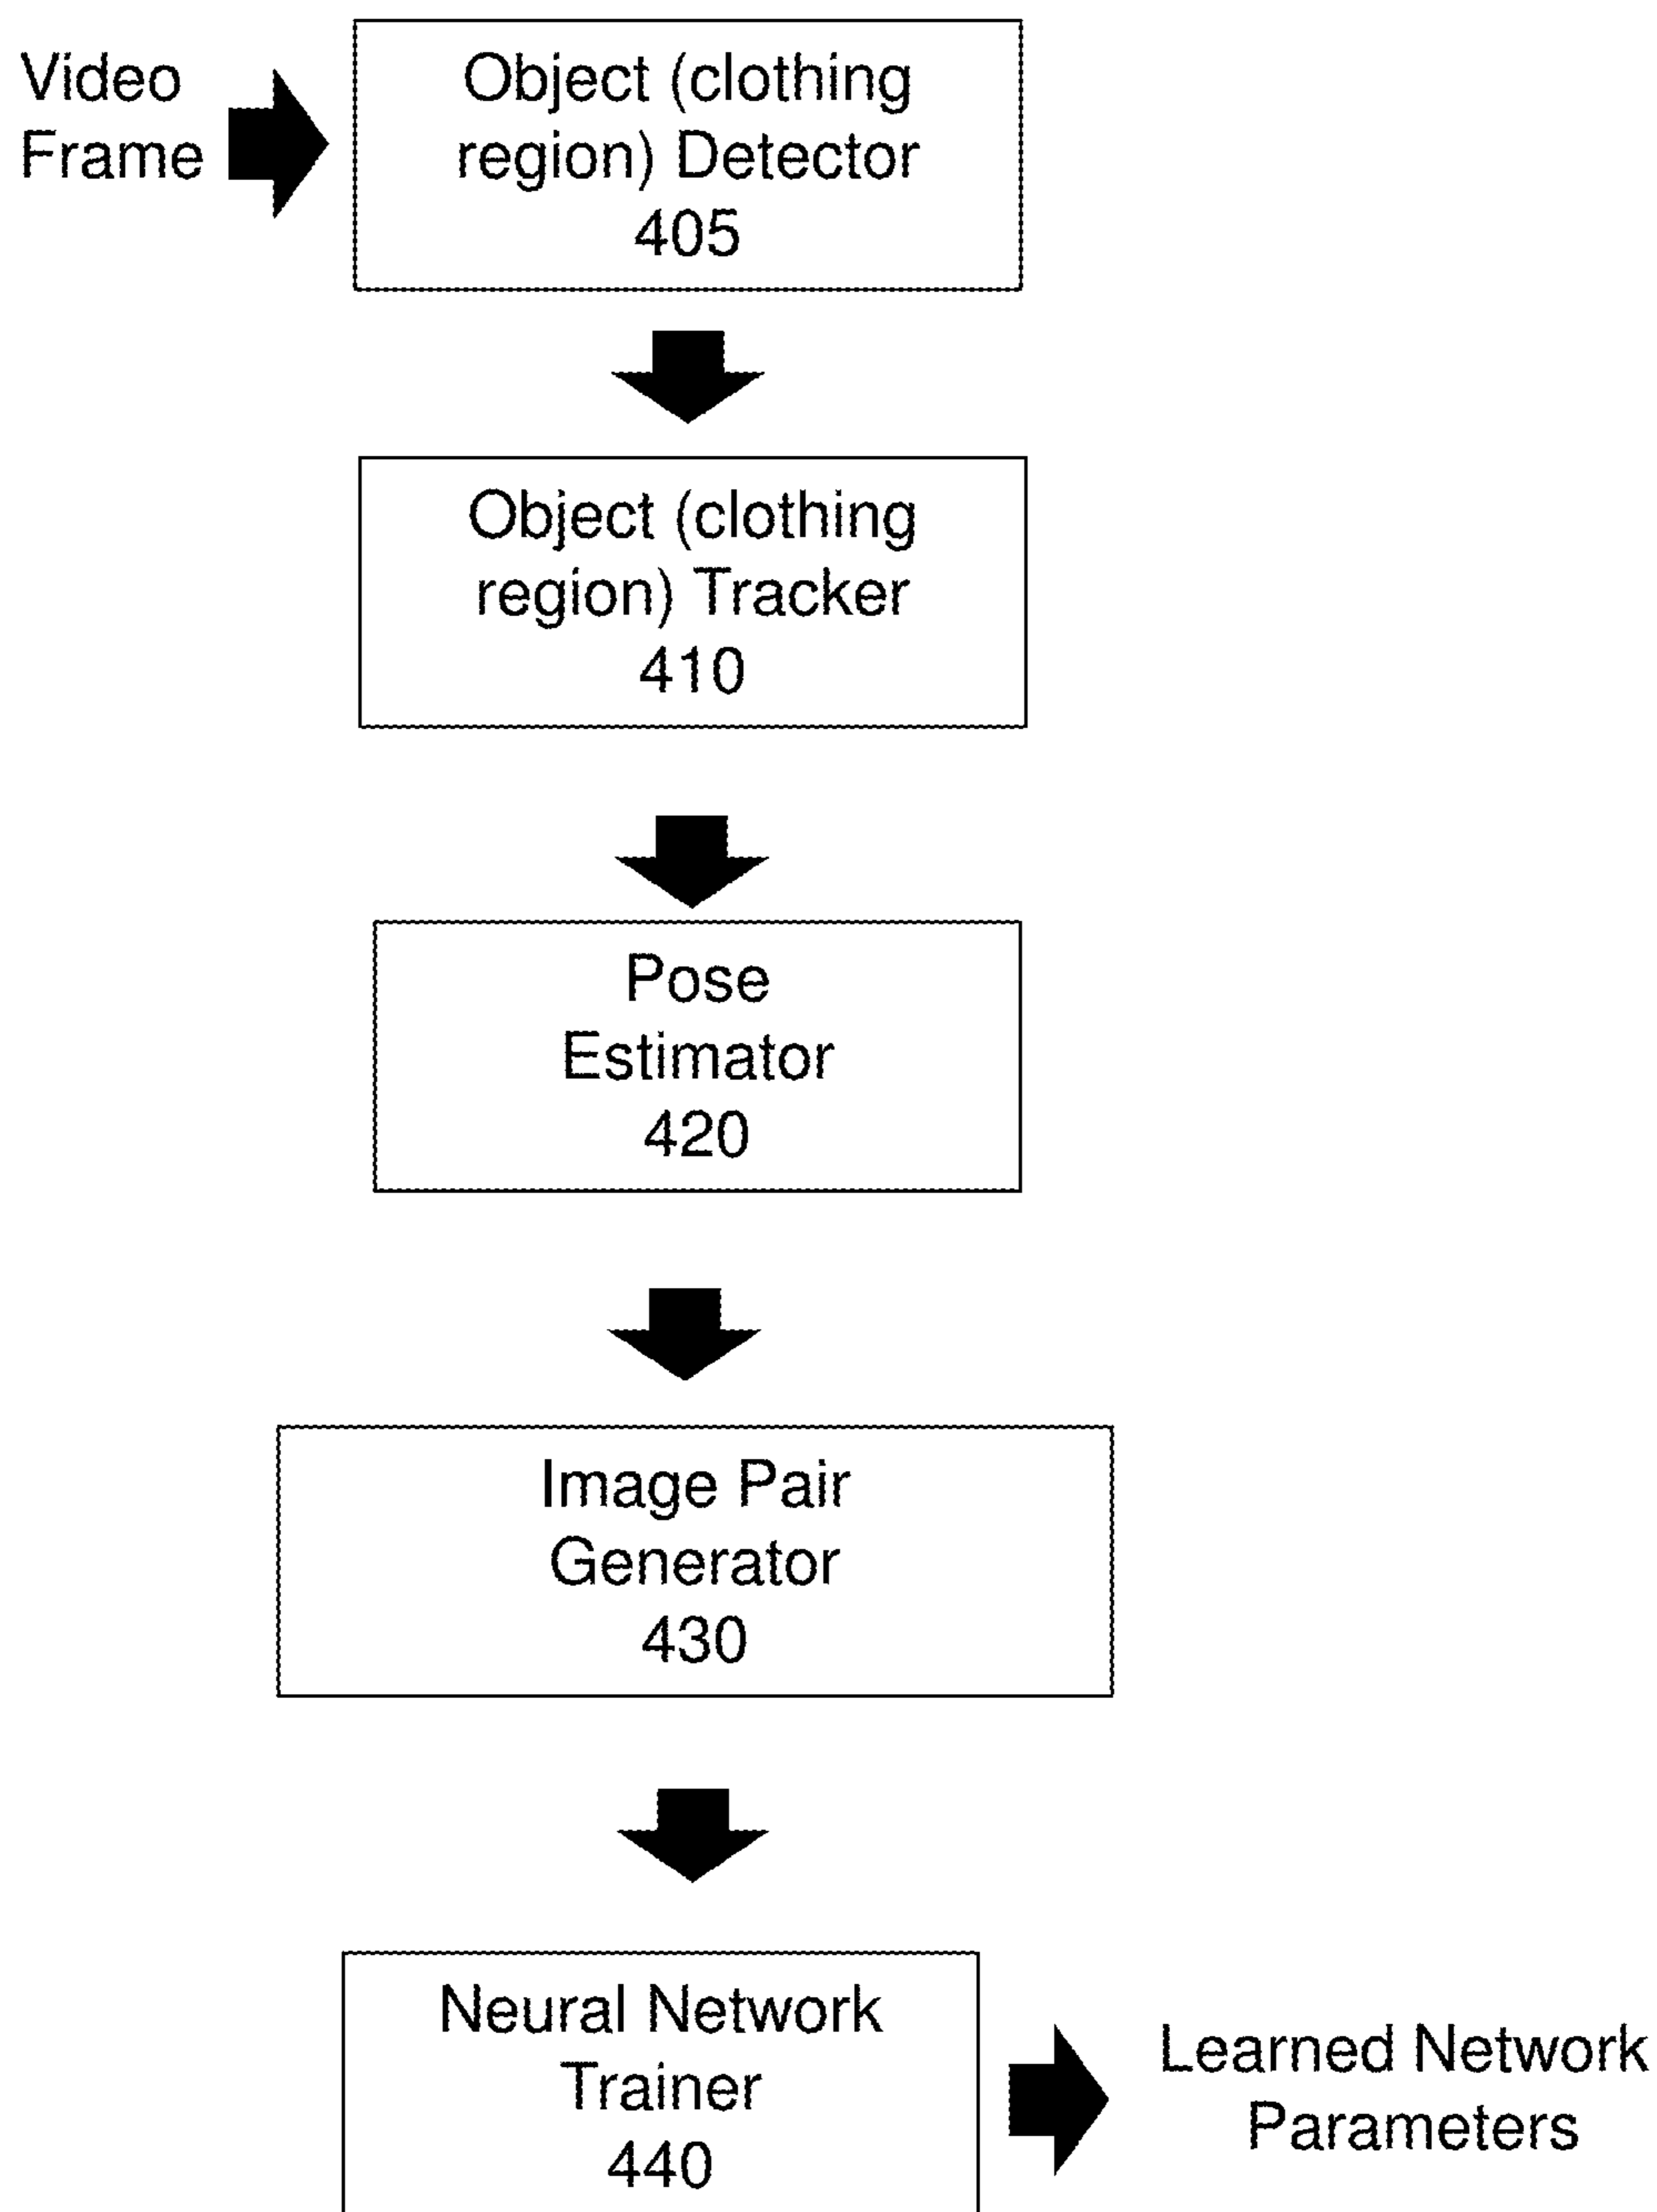 Video
Frame
Object (clothing
region) Detector
405
Object (clothing
region) Tracker
410
Pose
Estimator
420
Image Pair
Generator
430
Neural Network
Trainer
440
Learned Network
Parameters